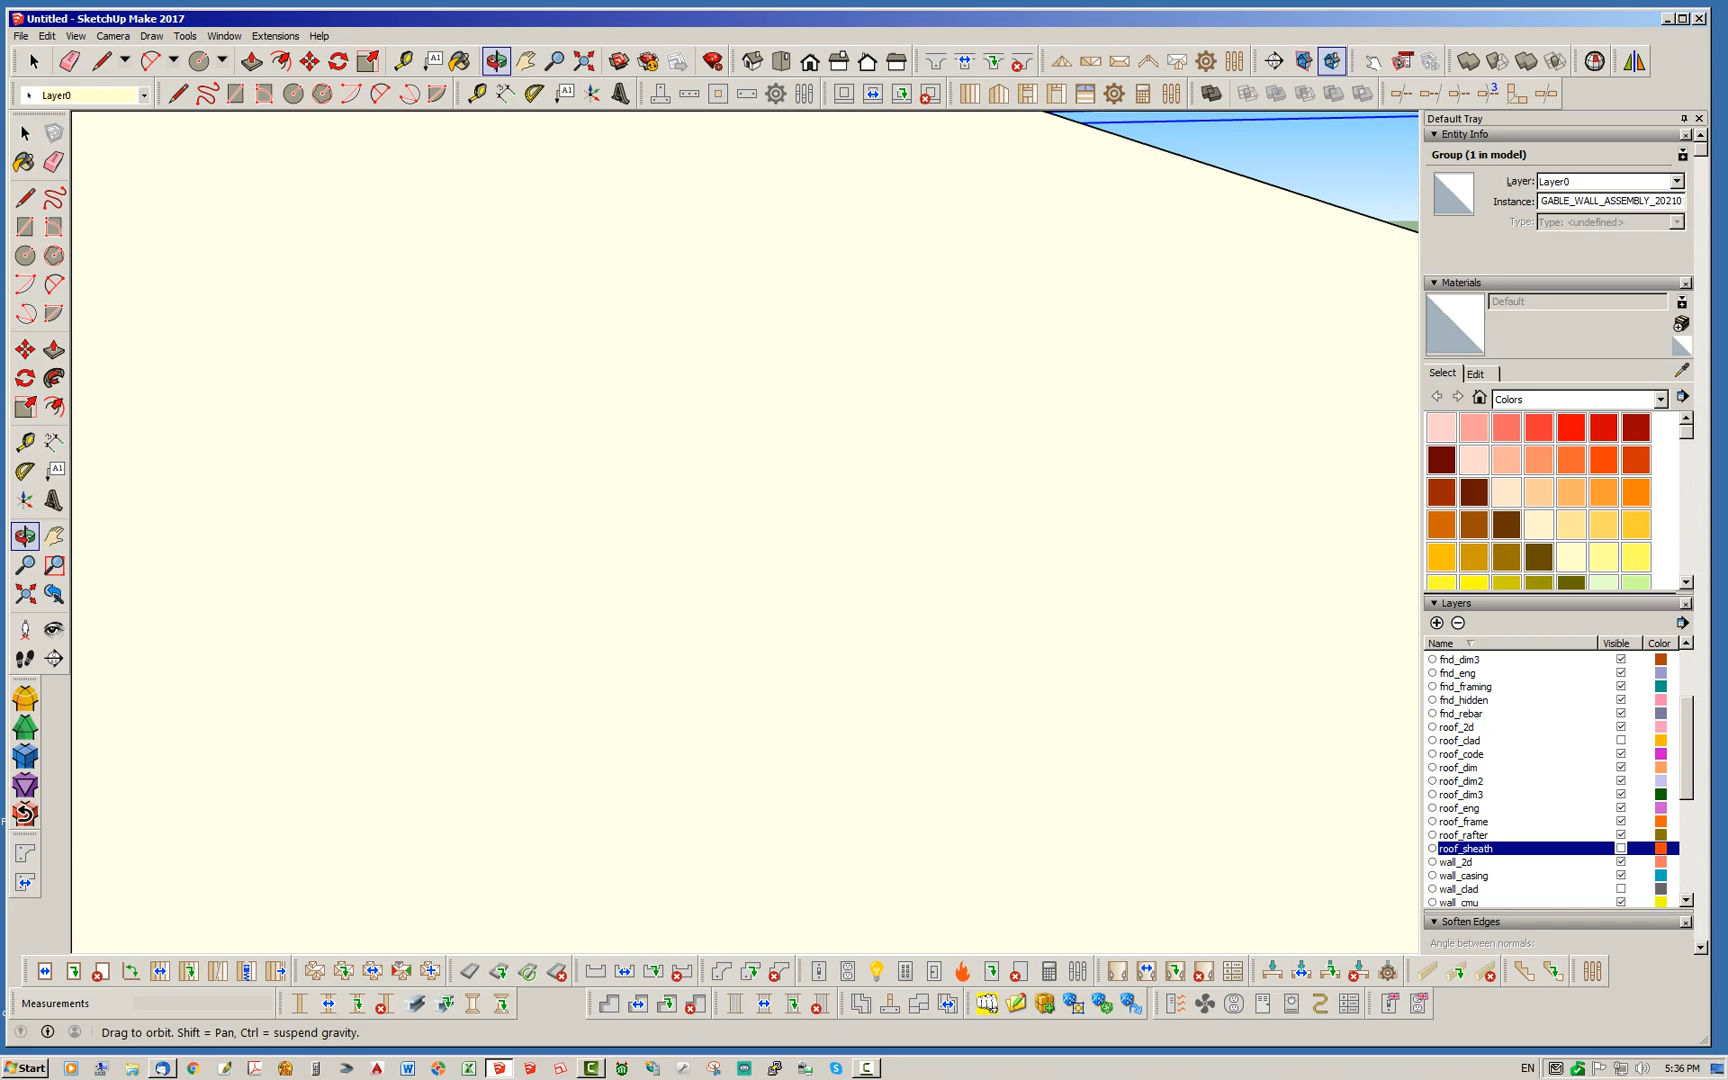 Untitled - SketchUp Make 2017
File Edit View Camera Draw Tools Window Extensions Help
Layer0
Default Tray
Entity Info
Group (1 in model)
Layer: Layer0
Instance: GABLE_WALL_ASSEMBLY_20210
Type: Type: <undefined>
Materials
Default
Select Edit
Colors
Layers
Name Visible Color
fnd_dim3
fnd_eng
fnd_framing
fnd_hidden
fnd_rebar
roof_2d
roof_clad
roof_code
roof_dim
roof_dim2
roof_dim3
roof_eng
roof_frame
roof_rafter
roof_sheath
wall_2d
wall_casing
wall_clad
wall_cmu
Soften Edges
Angle between normals:
Measurements
Drag to orbit. Shift = Pan, Ctrl = suspend gravity.
Start
EN
5:36 PM